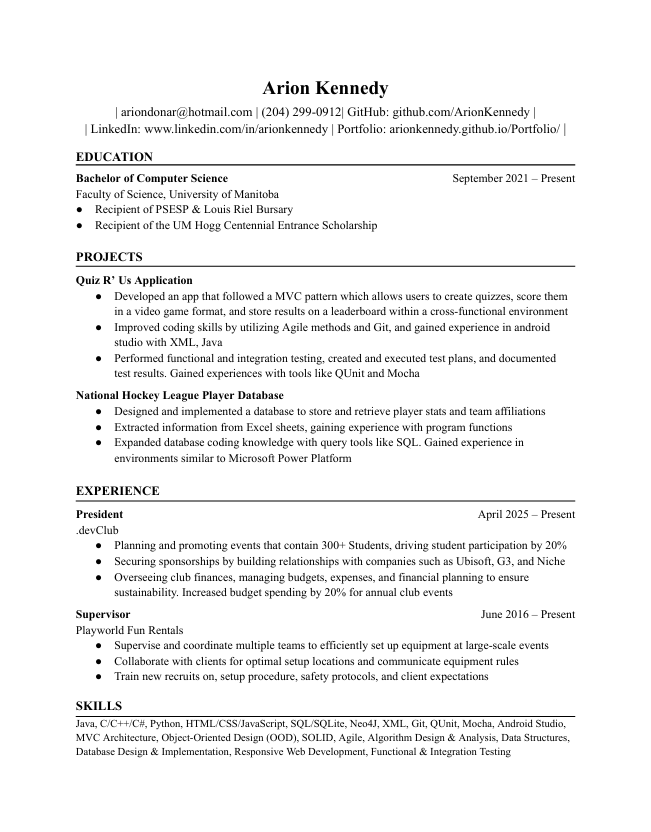 Arion Kennedy
| ariondonar@hotmail.com | (204) 299-0912| GitHub: github.com/ArionKennedy |
| LinkedIn: www.linkedin.com/in/arionkennedy | Portfolio: arionkennedy.github.io/Portfolio/ |
EDUCATION
Bachelor of Computer Science September 2021 – Present
Faculty of Science, University of Manitoba
● Recipient of PSESP & Louis Riel Bursary
● Recipient of the UM Hogg Centennial Entrance Scholarship
PROJECTS
Quiz R’ Us Application
● Developed an app that followed a MVC pattern which allows users to create quizzes, score them
in a video game format, and store results on a leaderboard within a cross-functional environment
● Improved coding skills by utilizing Agile methods and Git, and gained experience in android
studio with XML, Java
● Performed functional and integration testing, created and executed test plans, and documented
test results. Gained experiences with tools like QUnit and Mocha
National Hockey League Player Database
● Designed and implemented a database to store and retrieve player stats and team affiliations
● Extracted information from Excel sheets, gaining experience with program functions
● Expanded database coding knowledge with query tools like SQL. Gained experience in
environments similar to Microsoft Power Platform
EXPERIENCE
President April 2025 – Present
.devClub
● Planning and promoting events that contain 300+ Students, driving student participation by 20%
● Securing sponsorships by building relationships with companies such as Ubisoft, G3, and Niche
● Overseeing club finances, managing budgets, expenses, and financial planning to ensure
sustainability. Increased budget spending by 20% for annual club events
Supervisor June 2016 – Present
Playworld Fun Rentals
● Supervise and coordinate multiple teams to efficiently set up equipment at large-scale events
● Collaborate with clients for optimal setup locations and communicate equipment rules
● Train new recruits on, setup procedure, safety protocols, and client expectations
SKILLS
Java, C/C++/C#, Python, HTML/CSS/JavaScript, SQL/SQLite, Neo4J, XML, Git, QUnit, Mocha, Android Studio,
MVC Architecture, Object-Oriented Design (OOD), SOLID, Agile, Algorithm Design & Analysis, Data Structures,
Database Design & Implementation, Responsive Web Development, Functional & Integration Testing